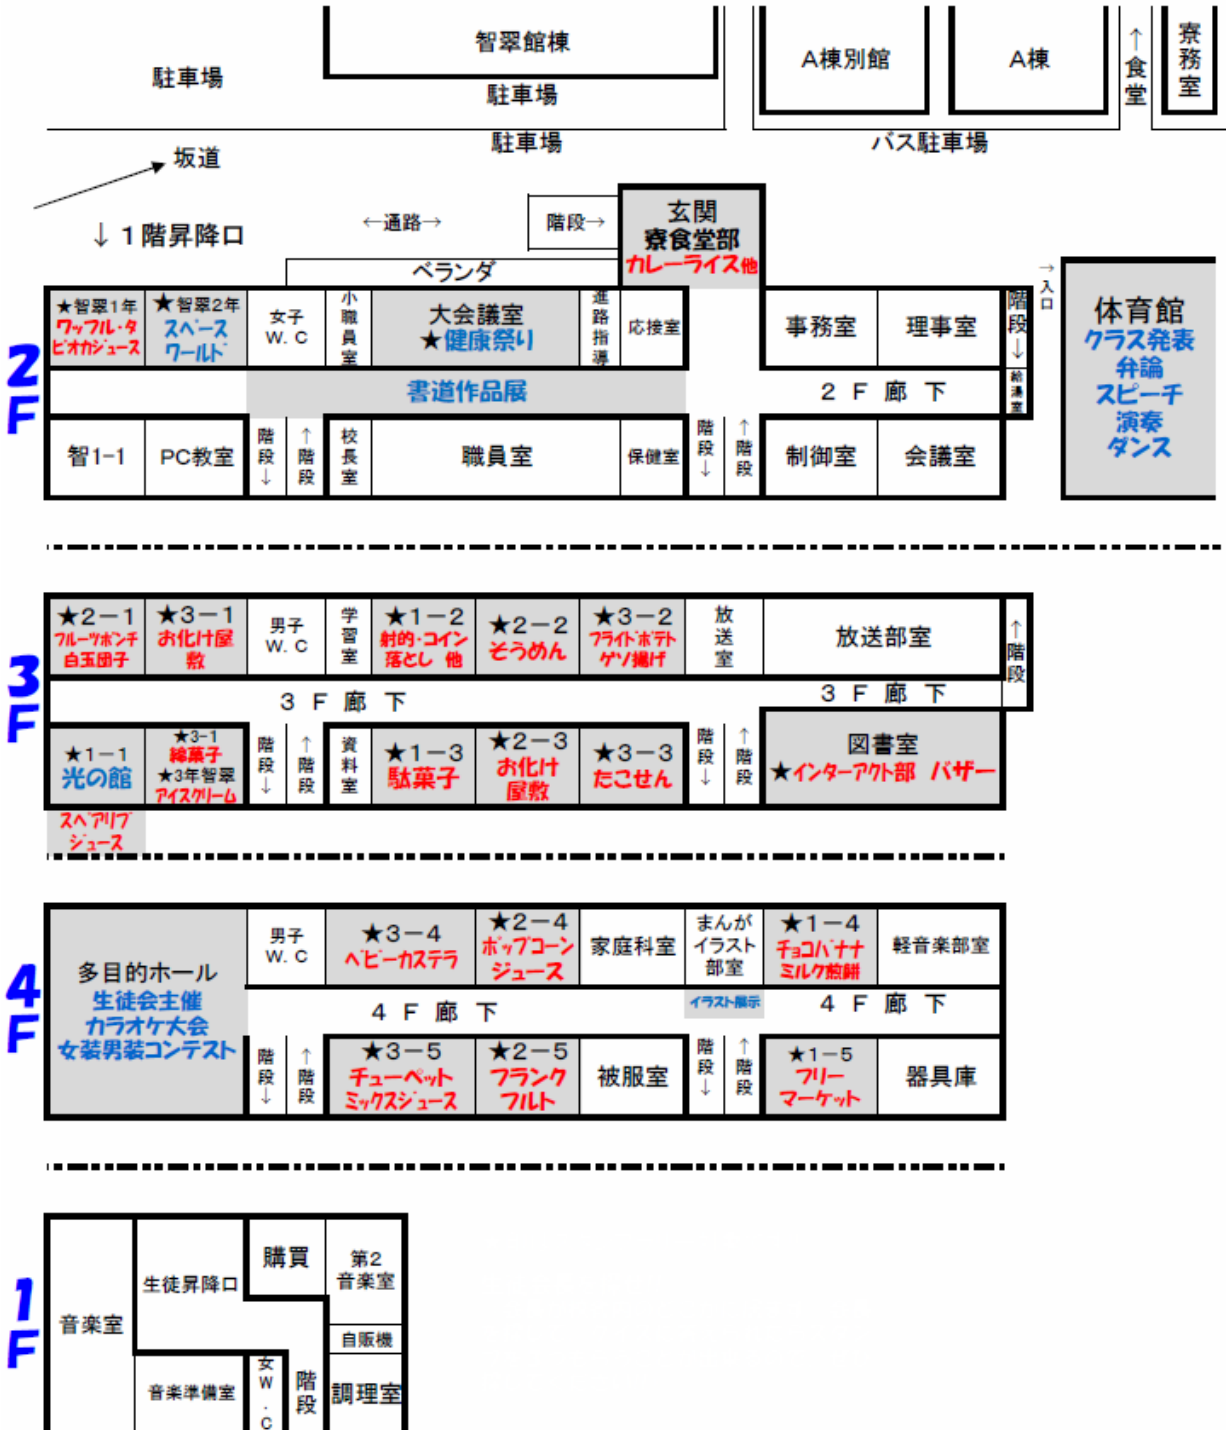 智翠館棟
A棟別館
A棟
↑食堂
寮務室
駐車場
駐車場
駐車場
バス駐車場
坂道
↓１階昇降口
←通路→
階段→
玄関
寮食堂部
カレーライス他
ベランダ
→入口
2F
★智翠1年
ワッフル・タ
ピオカジュース
★智翠2年
スペース
ワールド
女子
W.C
小職員室
大会議室
★健康祭り
進路指導
応接室
事務室
理事室
階段↓
給湯室
体育館
クラス発表
弁論
スピーチ
演奏
ダンス
書道作品展
２Ｆ廊下
智1−1
PC教室
階段↓
↑階段
校長室
職員室
保健室
階段↓
↑階段
制御室
会議室
3F
★2−1
フルーツポンチ
白玉団子
★3−1
お化け屋
敷
男子
W.C
学習室
★1−2
射的・コイン
落とし 他
★2−2
そうめん
★3−2
フライドポテト
ゲソ揚げ
放送室
放送部室
↑階段
３Ｆ廊下
３Ｆ廊下
★1−1
光の館
★3-1
綿菓子
★3年智翠
アイスクリーム
階段↓
↑階段
資料室
★1−3
駄菓子
★2−3
お化け
屋敷
★3−3
たこせん
階段↓
↑階段
図書室
★インターアクト部 バザー
スペアリブ
ジュース
4F
多目的ホール
生徒会主催
カラオケ大会
女装男装コンテスト
男子
W.C
★3−4
ベビーカステラ
★2−4
ポップコーン
ジュース
家庭科室
まんが
イラスト
部室
★1−4
チョコバナナ
ミルク煎餅
軽音楽部室
４Ｆ廊下
イラスト展示
４Ｆ廊下
階段↓
↑階段
★3−5
チューペット
ミックスジュース
★2−5
フランク
フルト
被服室
階段↓
↑階段
★1−5
フリー
マーケット
器具庫
1F
音楽室
生徒昇降口
購買
第2
音楽室
自販機
音楽準備室
女W.C
階段
調理室